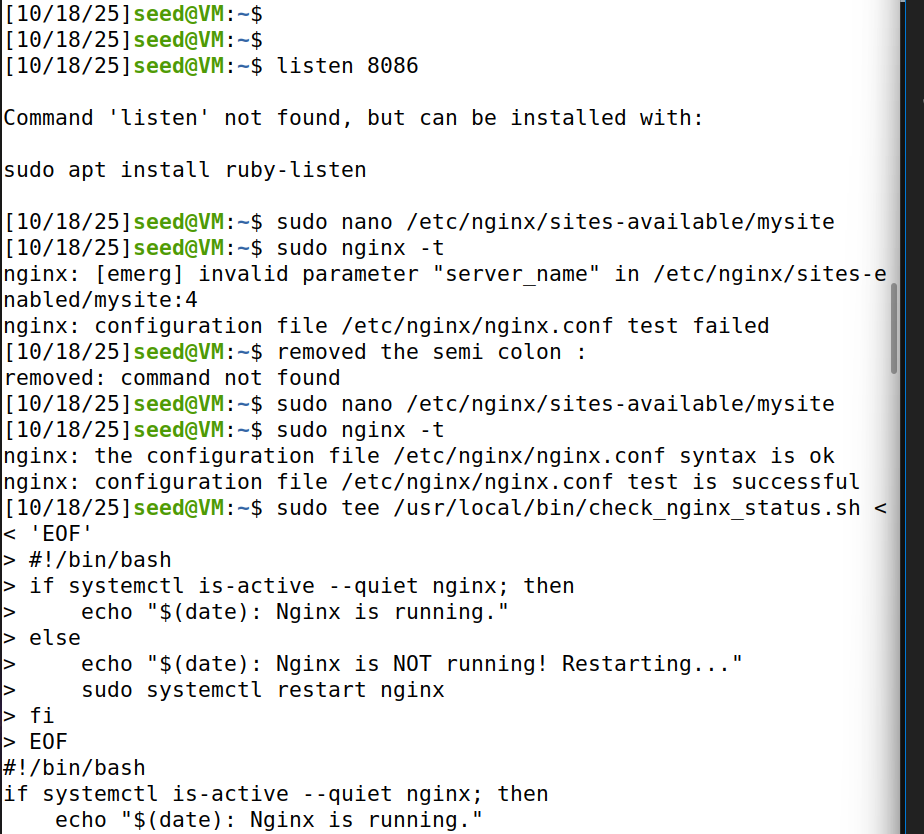 [10/18/25]seed@VM:~$
[10/18/25]seed@VM:~$
[10/18/25]seed@VM:~$ listen 8086
Command 'listen' not found, but can be installed with:
sudo apt install ruby-listen
[10/18/25]seed@VM:~$ sudo nano /etc/nginx/sites-available/mysite
[10/18/25]seed@VM:~$ sudo nginx -t
nginx: [emerg] invalid parameter "server_name" in /etc/nginx/sites-e
nabled/mysite:4
nginx: configuration file /etc/nginx/nginx.conf test failed
[10/18/25]seed@VM:~$ removed the semi colon :
removed: command not found
[10/18/25]seed@VM:~$ sudo nano /etc/nginx/sites-available/mysite
[10/18/25]seed@VM:~$ sudo nginx -t
nginx: the configuration file /etc/nginx/nginx.conf syntax is ok
nginx: configuration file /etc/nginx/nginx.conf test is successful
[10/18/25]seed@VM:~$ sudo tee /usr/local/bin/check_nginx_status.sh <
< 'EOF'
> #!/bin/bash
> if systemctl is-active --quiet nginx; then
>     echo "$(date): Nginx is running."
> else
>     echo "$(date): Nginx is NOT running! Restarting..."
>     sudo systemctl restart nginx
> fi
> EOF
#!/bin/bash
if systemctl is-active --quiet nginx; then
    echo "$(date): Nginx is running."